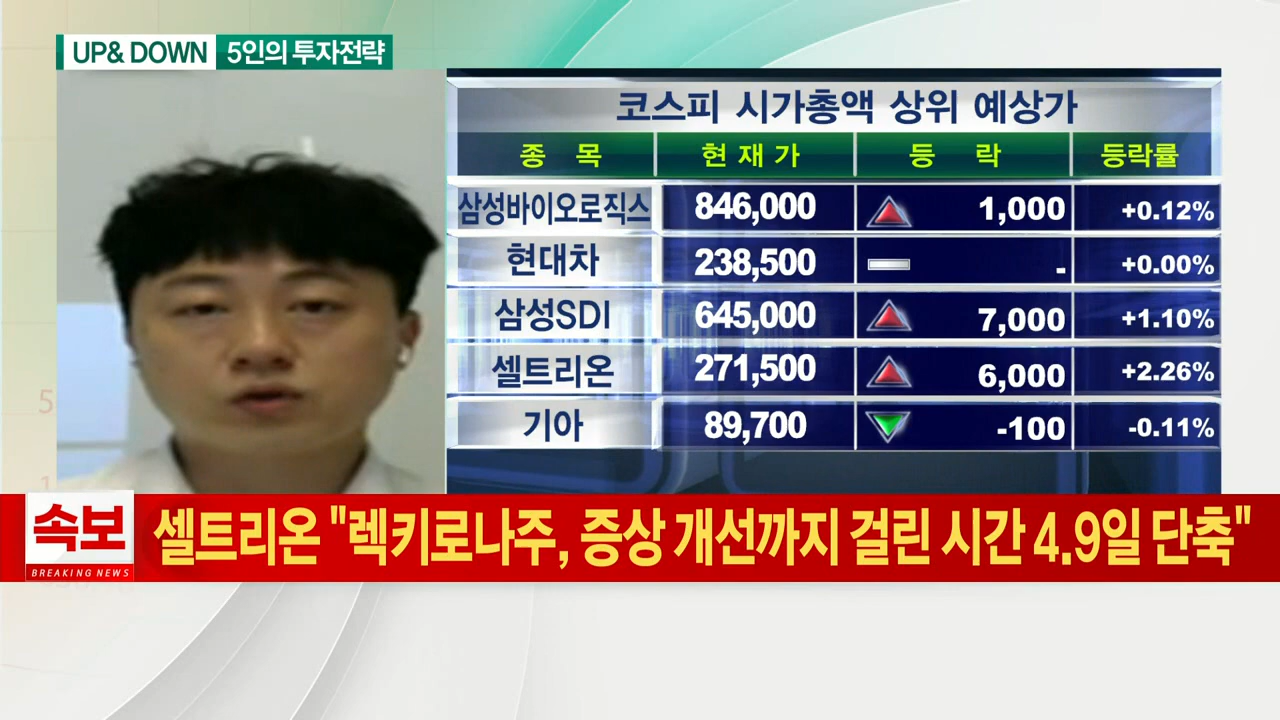 UP& DOWN 5인의 투자전략
코스피 시가총액 상위 예상가
종 목 현 재 가 등 락 등락률
삼성바이오로직스 846,000 1,000 +0.12%
현대차 238,500 - +0.00%
삼성SDI 645,000 7,000 +1.10%
셀트리온 271,500 6,000 +2.26%
기아 89,700 -100 -0.11%
5
1
속보 셀트리온 "렉키로나주, 증상 개선까지 걸린 시간 4.9일 단축"
BREAKING NEWS